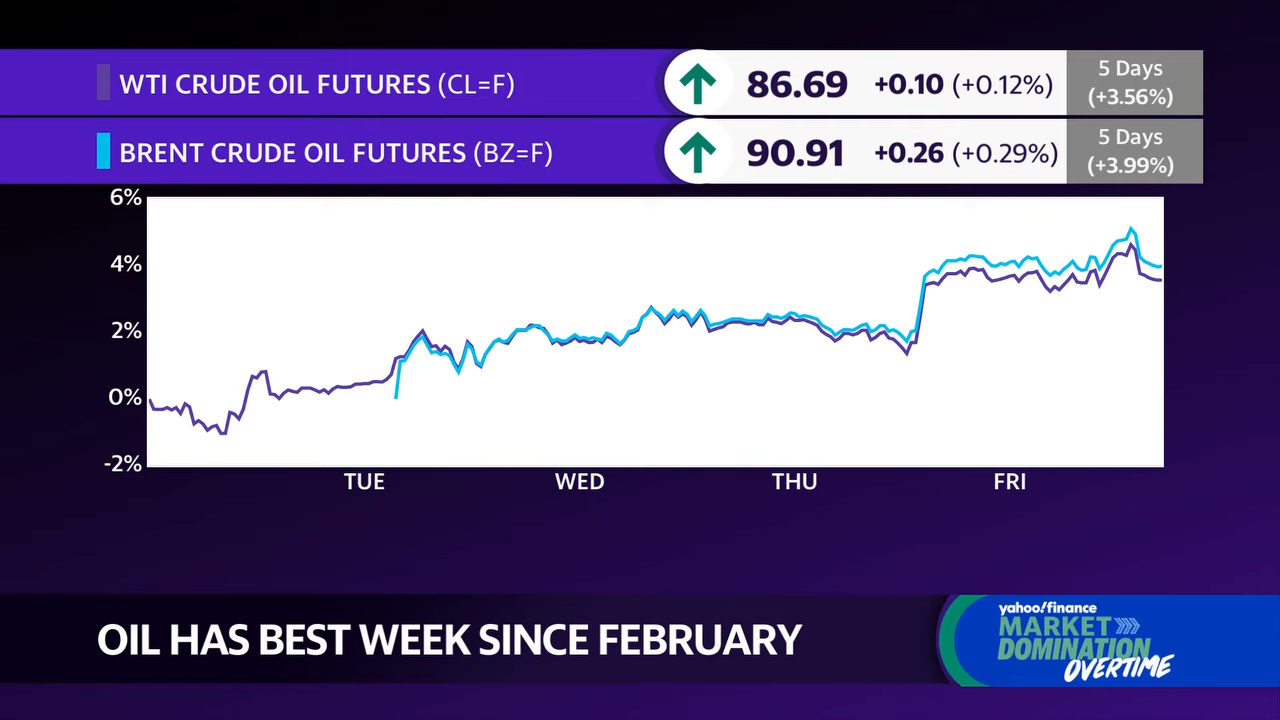 WTI CRUDE OIL FUTURES (CL=F) 86.69 +0.10 (+0.12%) 5 Days (+3.56%)
BRENT CRUDE OIL FUTURES (BZ=F) 90.91 +0.26 (+0.29%) 5 Days (+3.99%)
6%
4%
2%
0%
-2%
TUE WED THU FRI
OIL HAS BEST WEEK SINCE FEBRUARY
yahoo!finance
MARKET
DOMINATION
OVERTIME